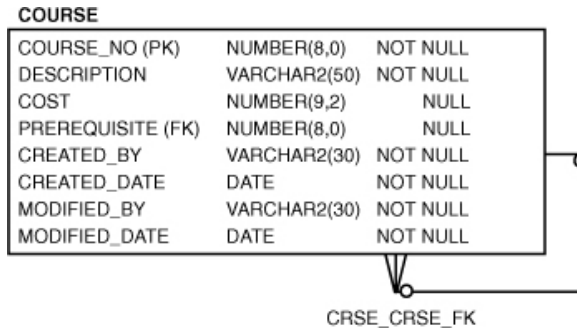 COURSE
COURSE_NO (PK) NUMBER(8,0) NOT NULL
DESCRIPTION VARCHAR2(50) NOT NULL
COST NUMBER(9,2) NULL
PREREQUISITE (FK) NUMBER(8,0) NULL
CREATED_BY VARCHAR2(30) NOT NULL
CREATED_DATE DATE NOT NULL
MODIFIED_BY VARCHAR2(30) NOT NULL
MODIFIED_DATE DATE NOT NULL
CRSE_CRSE_FK